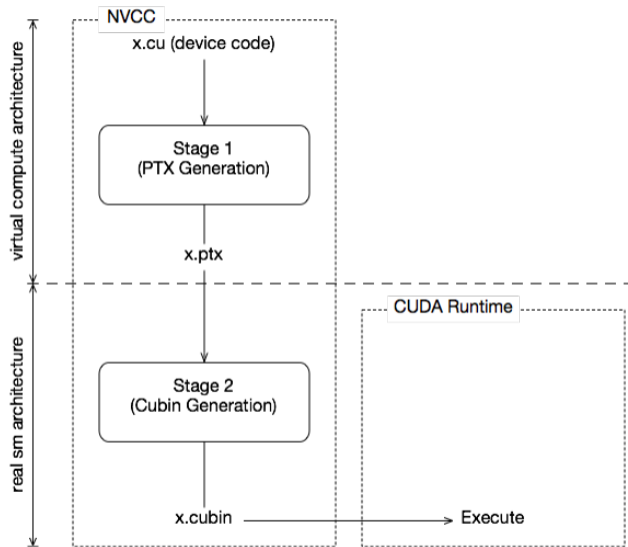 NVCC
x.cu (device code)
virtual compute architecture
Stage 1
(PTX Generation)
x.ptx
CUDA Runtime
real sm architecture
Stage 2
(Cubin Generation)
x.cubin
Execute